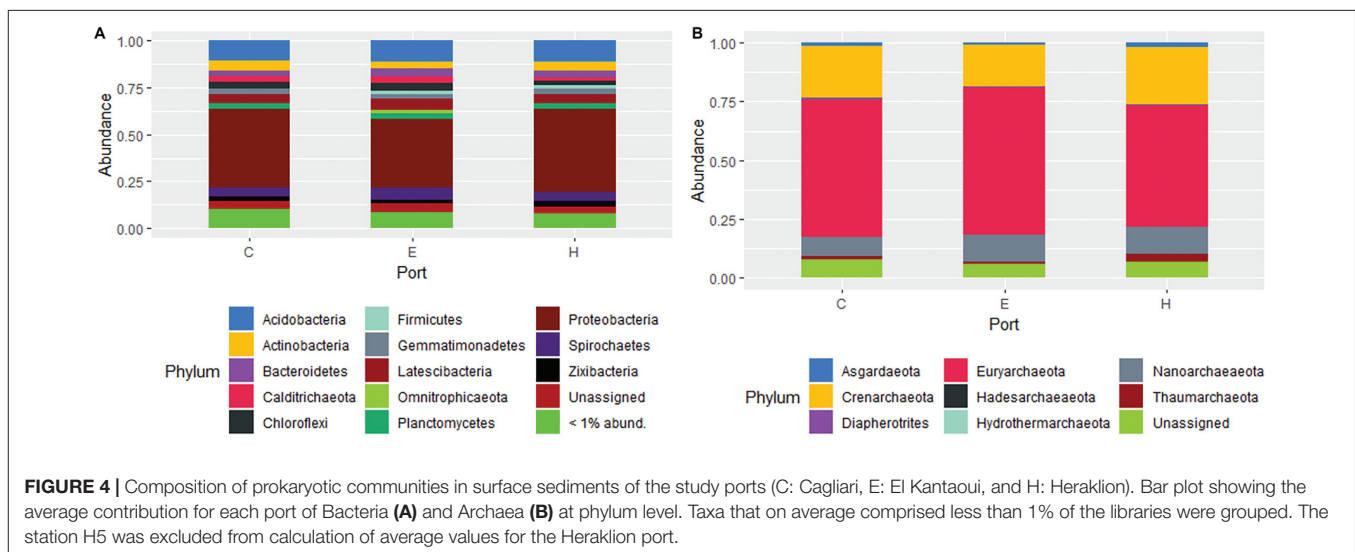 A
B
1.00
0.75
0.50
0.25
0.00
Abundance
C E H
Port
1.00
0.75
0.50
0.25
0.00
Abundance
C E H
Port
Phylum
Acidobacteria
Actinobacteria
Bacteroidetes
Calditrichaeota
Chloroflexi
Firmicutes
Gemmatimonadetes
Latescibacteria
Omnitrophicaeota
Planctomycetes
Proteobacteria
Spirochaetes
Zixibacteria
Unassigned
< 1% abund.
Phylum
Asgardaeota
Crenarchaeota
Diapherotrites
Euryarchaeota
Hadesarchaeaeota
Hydrothermarchaeota
Nanoarchaeaeota
Thaumarchaeota
Unassigned
FIGURE 4 | Composition of prokaryotic communities in surface sediments of the study ports (C: Cagliari, E: El Kantaoui, and H: Heraklion). Bar plot showing the
average contribution for each port of Bacteria (A) and Archaea (B) at phylum level. Taxa that on average comprised less than 1% of the libraries were grouped. The
station H5 was excluded from calculation of average values for the Heraklion port.